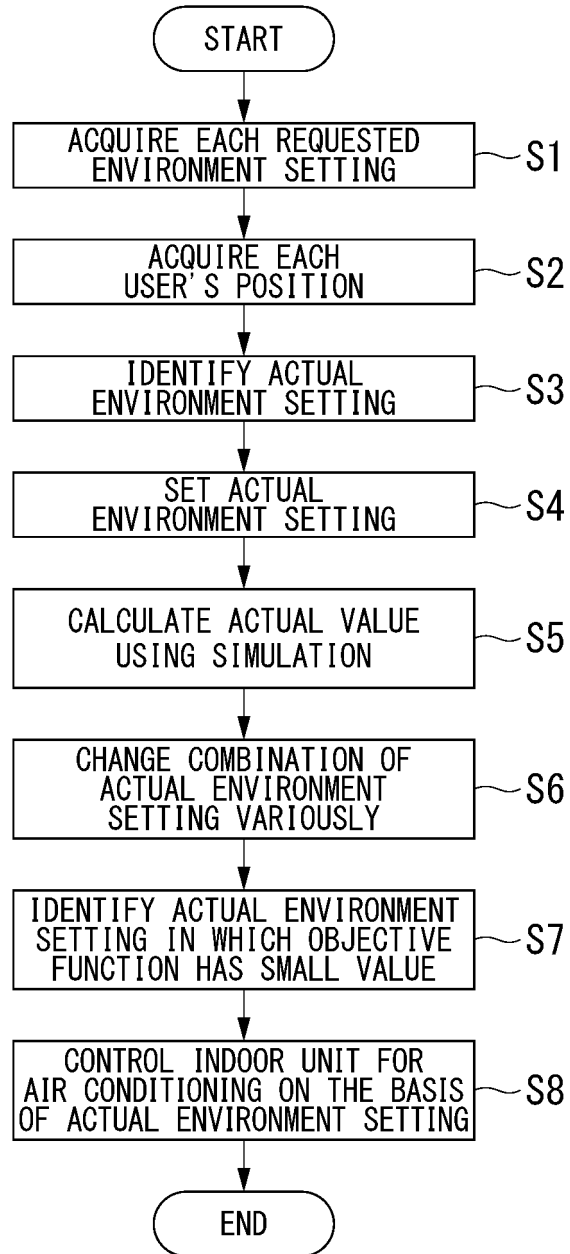 START
ACQUIRE EACH REQUESTED
ENVIRONMENT SETTING
S1
ACQUIRE EACH
USER'S POSITION
S2
IDENTIFY ACTUAL
ENVIRONMENT SETTING
S3
SET ACTUAL
ENVIRONMENT SETTING
S4
CALCULATE ACTUAL VALUE
USING SIMULATION
S5
CHANGE COMBINATION OF
ACTUAL ENVIRONMENT
SETTING VARIOUSLY
S6
IDENTIFY ACTUAL ENVIRONMENT
SETTING IN WHICH OBJECTIVE
FUNCTION HAS SMALL VALUE
S7
CONTROL INDOOR UNIT FOR
AIR CONDITIONING ON THE BASIS
OF ACTUAL ENVIRONMENT SETTING
S8
END